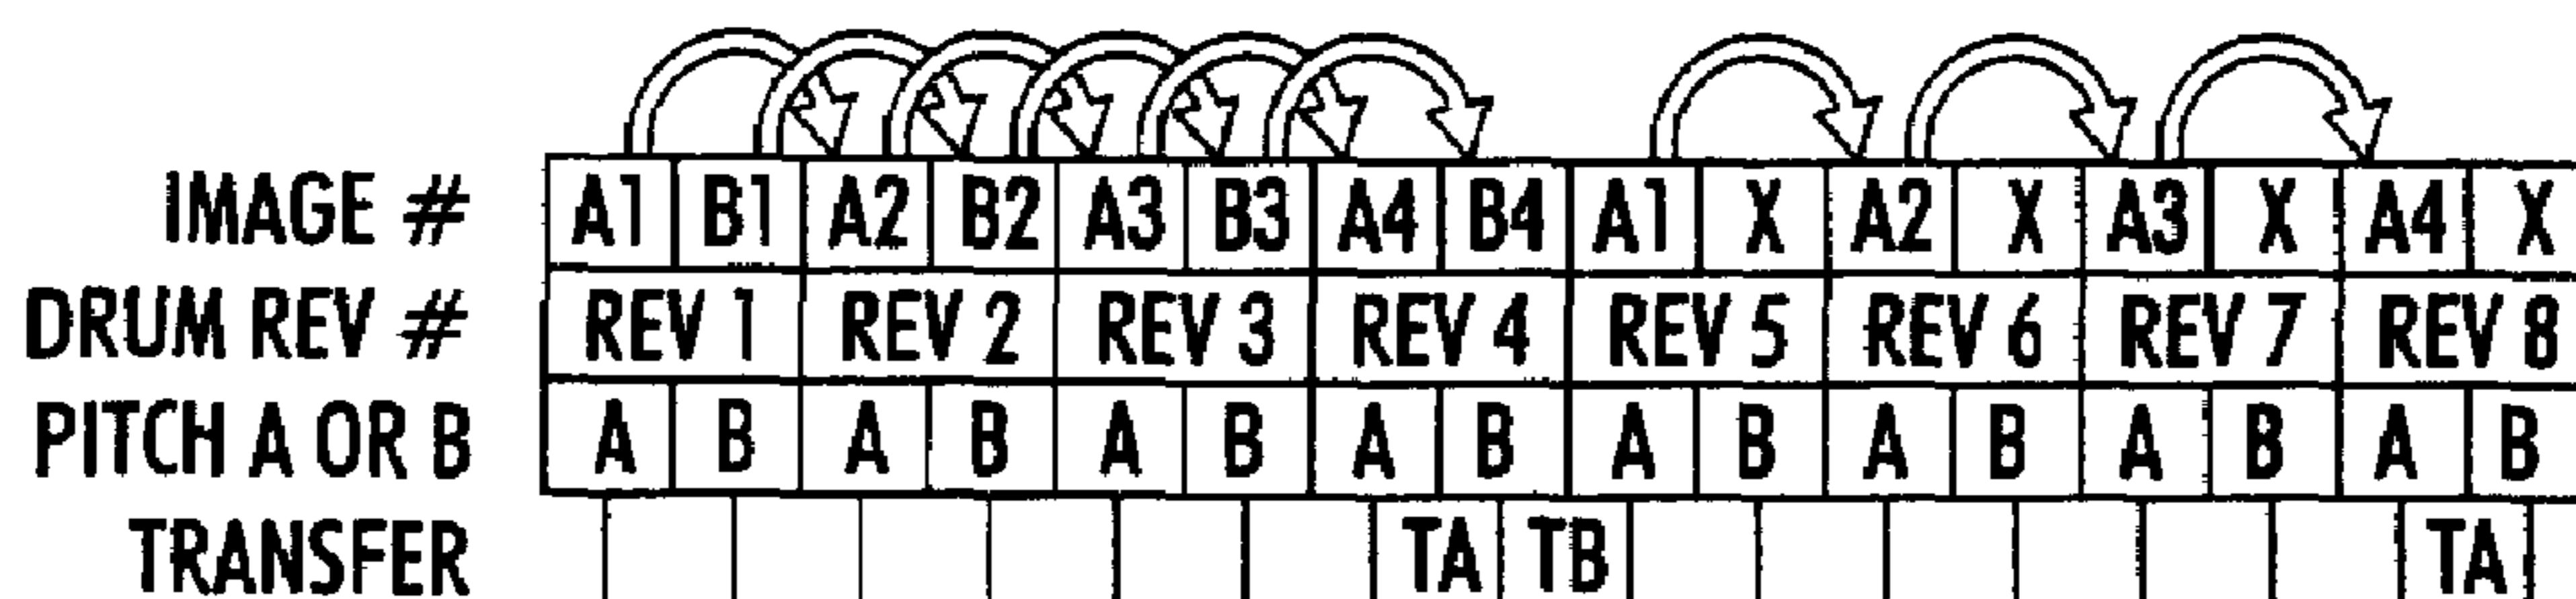 IMAGE # A1 B1 A2 B2 A3 B3 A4 B4 A1 X A2 X A3 X A4 X
DRUM REV # REV 1 REV 2 REV 3 REV 4 REV 5 REV 6 REV 7 REV 8
PITCH A OR B A B A B A B A B A B A B A B A B
TRANSFER TA TB TA